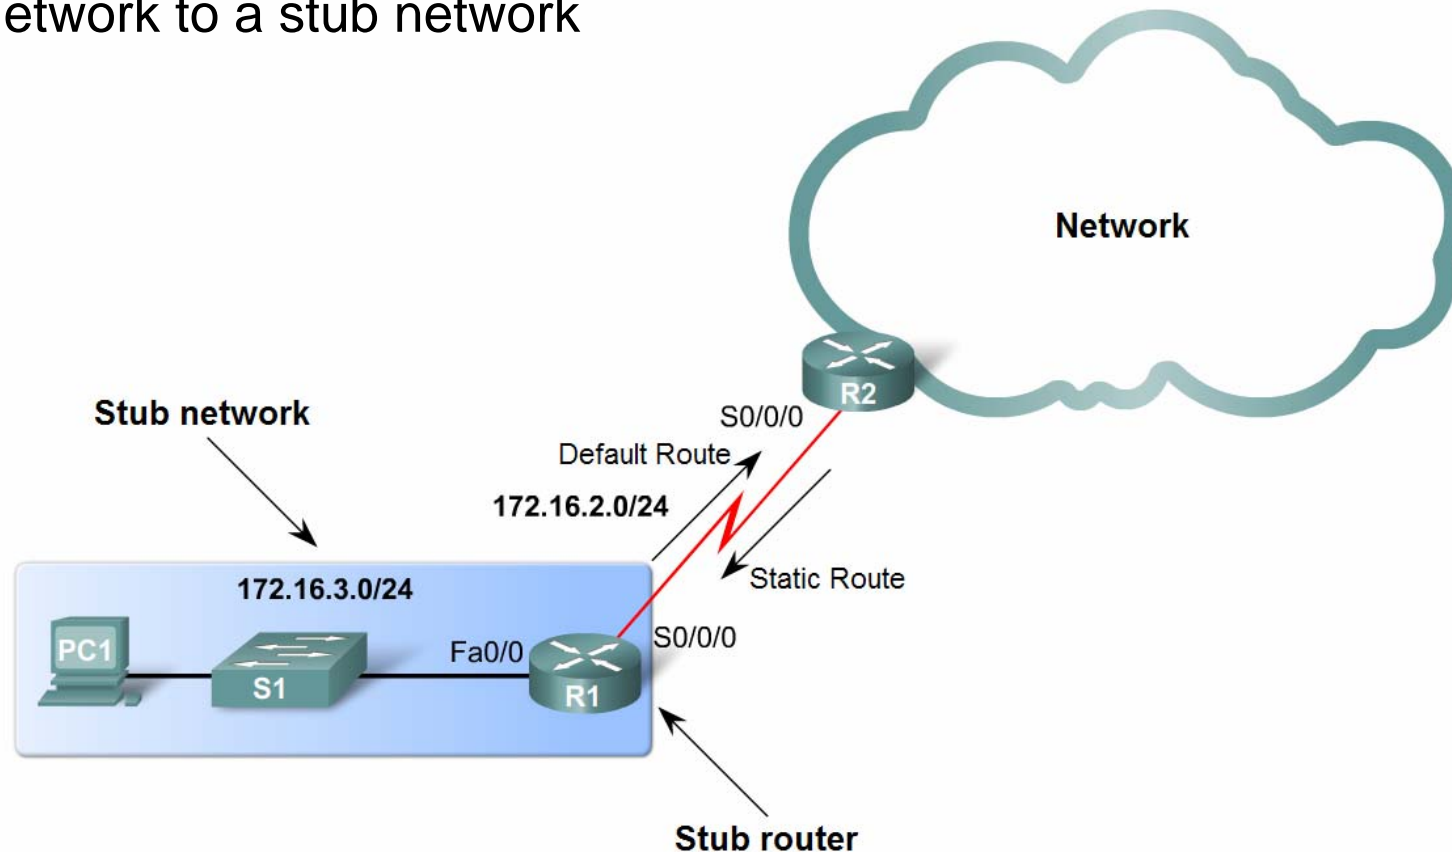 etwork to a stub network
Network
R2
S0/0/0
Stub network
Default Route
172.16.2.0/24
Static Route
172.16.3.0/24
PC1
S1
Fa0/0
R1
S0/0/0
Stub router